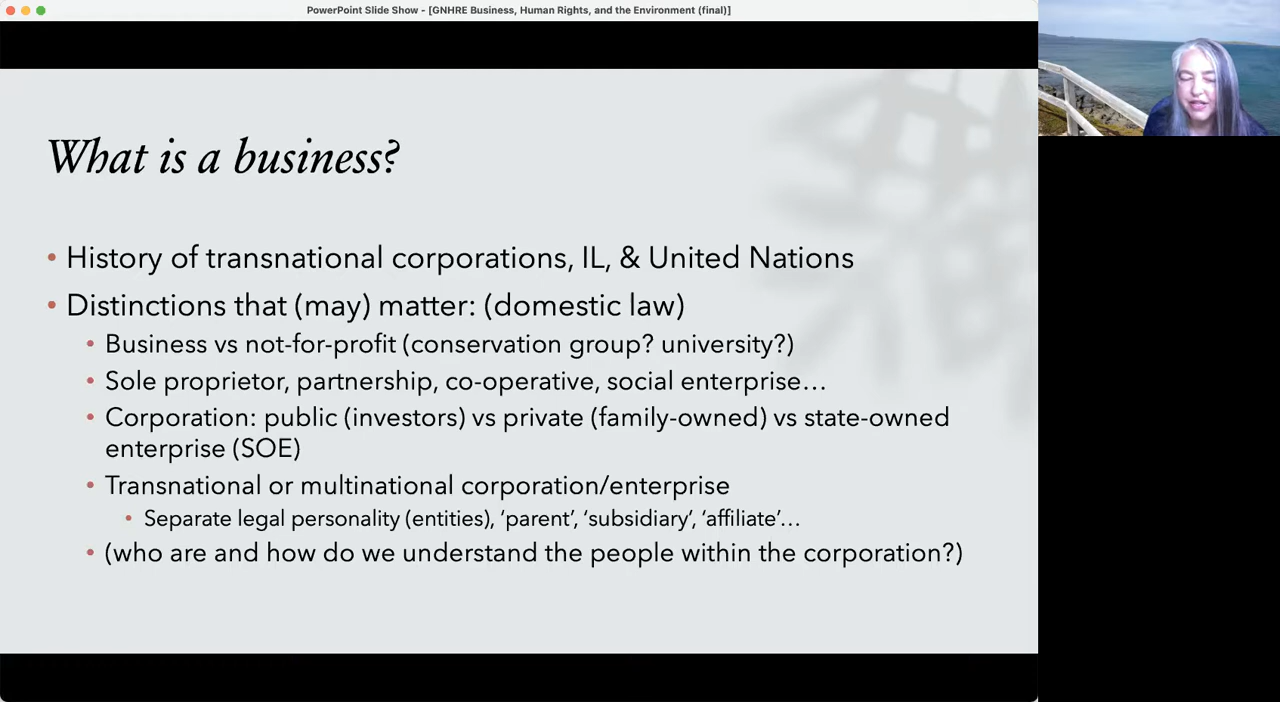 PowerPoint Slide Show - [GNHRE Business, Human Rights, and the Environment (final)]
What is a business?
• History of transnational corporations, IL, & United Nations
• Distinctions that (may) matter: (domestic law)
• Business vs not-for-profit (conservation group? university?)
• Sole proprietor, partnership, co-operative, social enterprise…
• Corporation: public (investors) vs private (family-owned) vs state-owned
enterprise (SOE)
• Transnational or multinational corporation/enterprise
• Separate legal personality (entities), ‘parent’, ‘subsidiary’, ‘affiliate’…
• (who are and how do we understand the people within the corporation?)